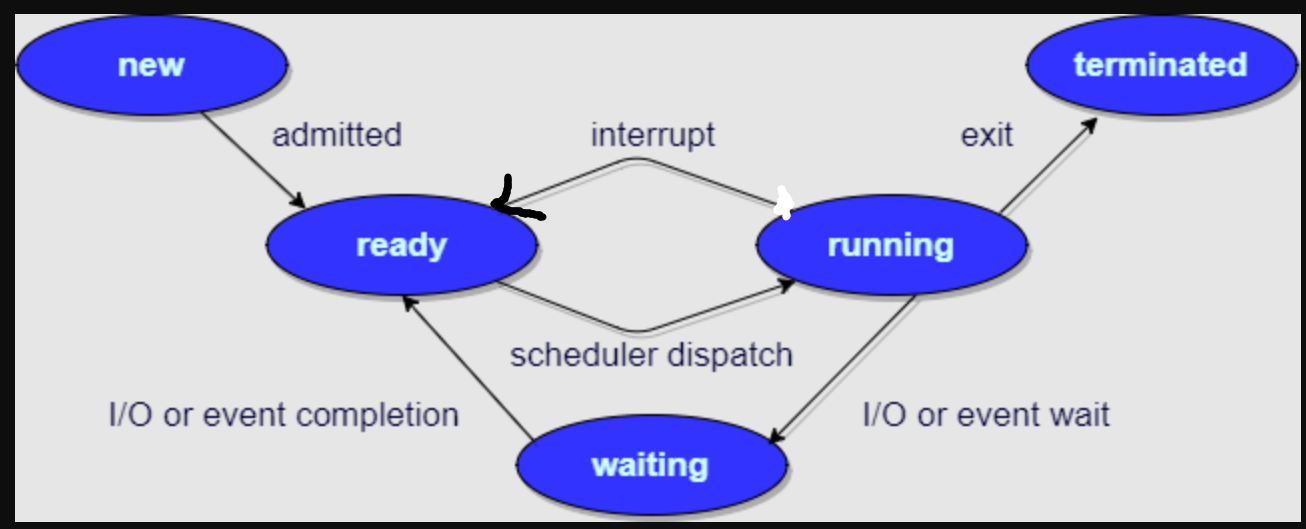 new
terminated
admitted
interrupt
exit
ready
running
scheduler dispatch
I/O or event completion
I/O or event wait
waiting